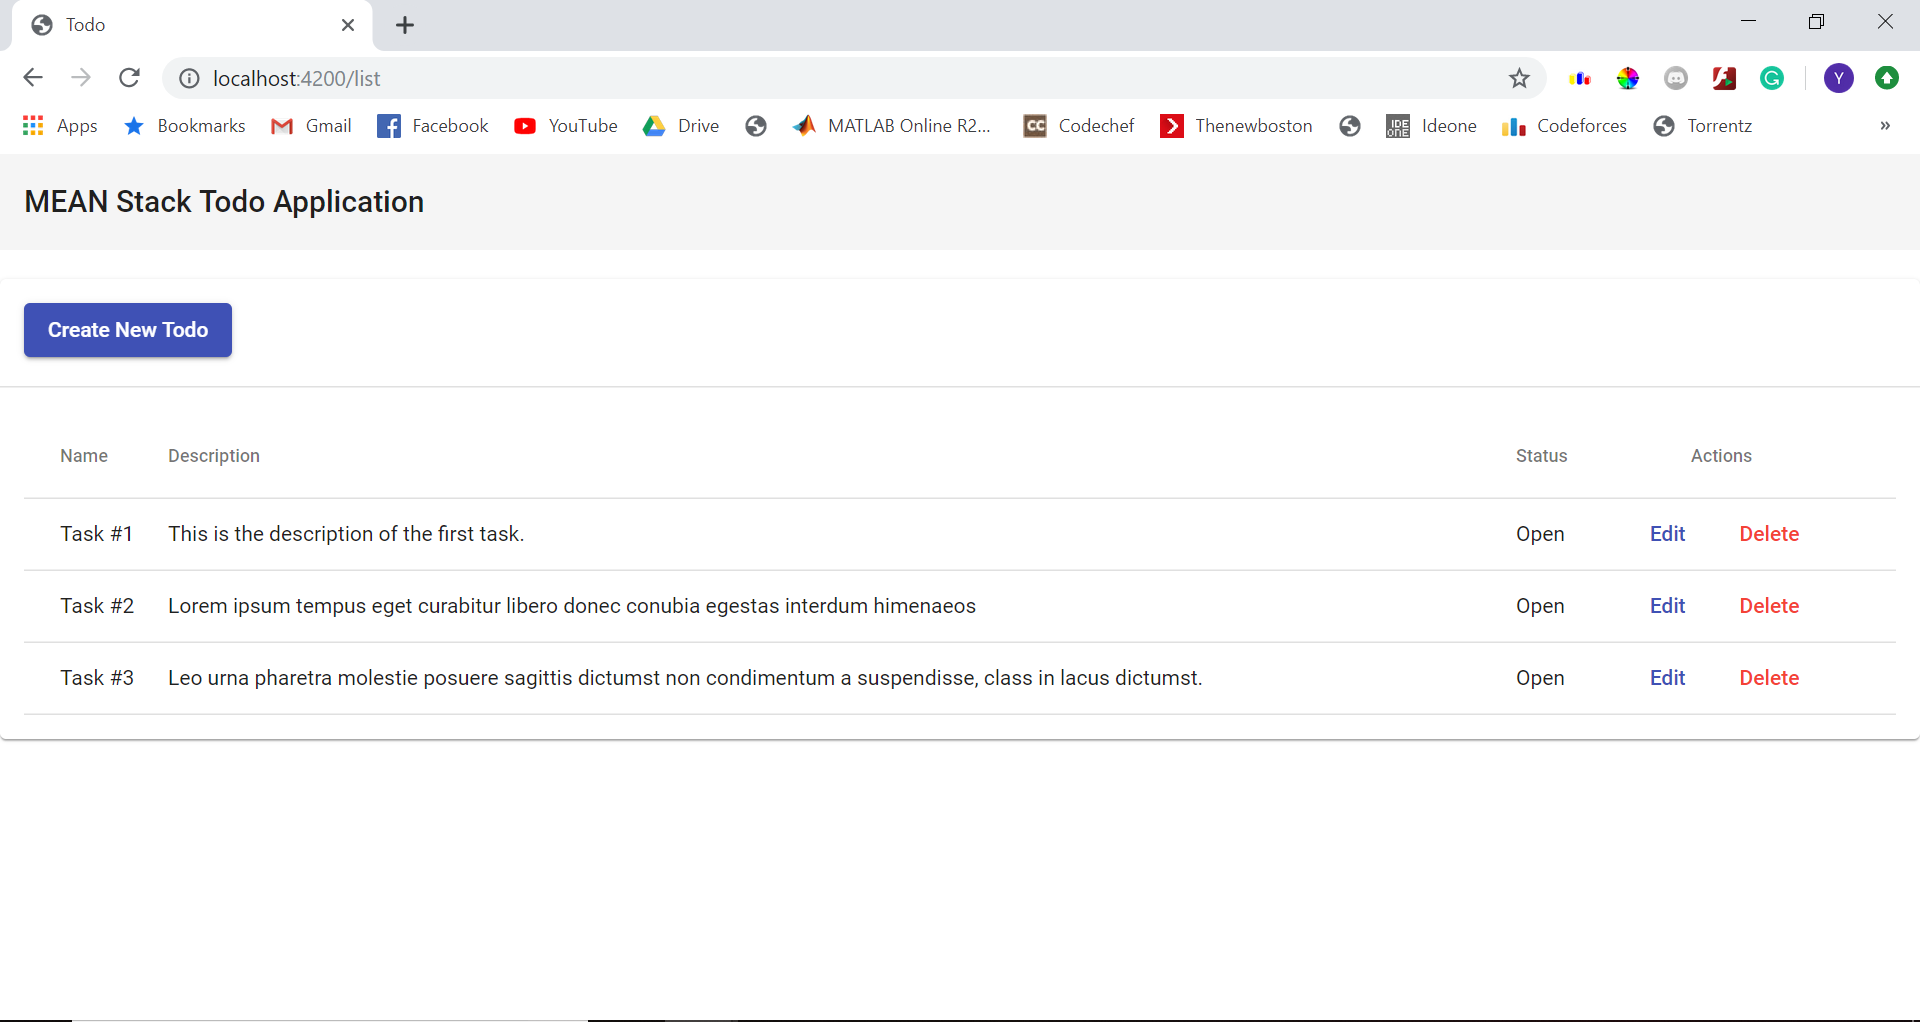 Todo
localhost:4200/list
Y
Apps Bookmarks Gmail Facebook YouTube Drive MATLAB Online R2... CC Codechef Thenewboston IDE ONE Ideone Codeforces Torrentz »
MEAN Stack Todo Application
Create New Todo
Name Description Status Actions
Task #1 This is the description of the first task. Open Edit Delete
Task #2 Lorem ipsum tempus eget curabitur libero donec conubia egestas interdum himenaeos Open Edit Delete
Task #3 Leo urna pharetra molestie posuere sagittis dictumst non condimentum a suspendisse, class in lacus dictumst. Open Edit Delete